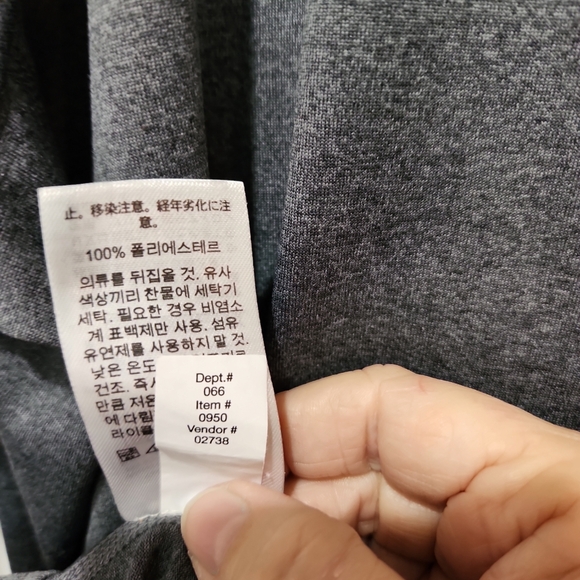 止。移染注意。経年劣化に注
意。
100% 폴리에스테르
의류를 뒤집을 것. 유사
색상끼리 찬물에 세탁기
세탁. 필요한 경우 비염소
계 표백제만 사용. 섬유
유연제를 사용하지 말 것.
낮은 온도
건조. 즉시
만큼 저온
에 다림
라이클
Dept.#
066
Item #
0950
Vendor #
02738